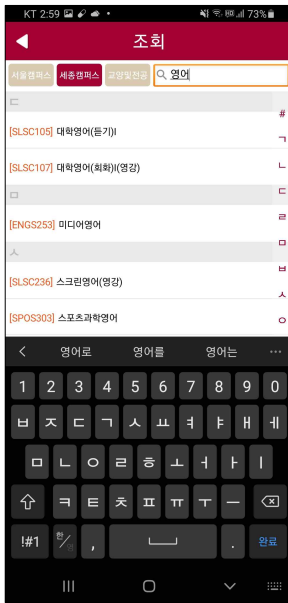 KT 2:59 73%
조회
서울캠퍼스 세종캠퍼스 교양및전공 영어
ㄷ
#
[SLSC105] 대학영어(듣기)I
ㄱ
[SLSC107] 대학영어(회화)I(영강)
ㄴ
ㅁ
ㄷ
[ENGS253] 미디어영어
ㄹ
ㅅ
ㅁ
[SLSC236] 스크린영어(영강)
ㅂ
ㅅ
[SPOS303] 스포츠과학영어
ㅇ
영어로 영어를 영어는 ...
1 2 3 4 5 6 7 8 9 0
ㅂ ㅈ ㄷ ㄱ ㅅ ㅛ ㅕ ㅑ ㅐ ㅔ
ㅁ ㄴ ㅇ ㄹ ㅎ ㅗ ㅓ ㅏ ㅣ
ㅋ ㅌ ㅊ ㅍ ㅠ ㅜ ㅡ
!#1 한/영 , . 완료